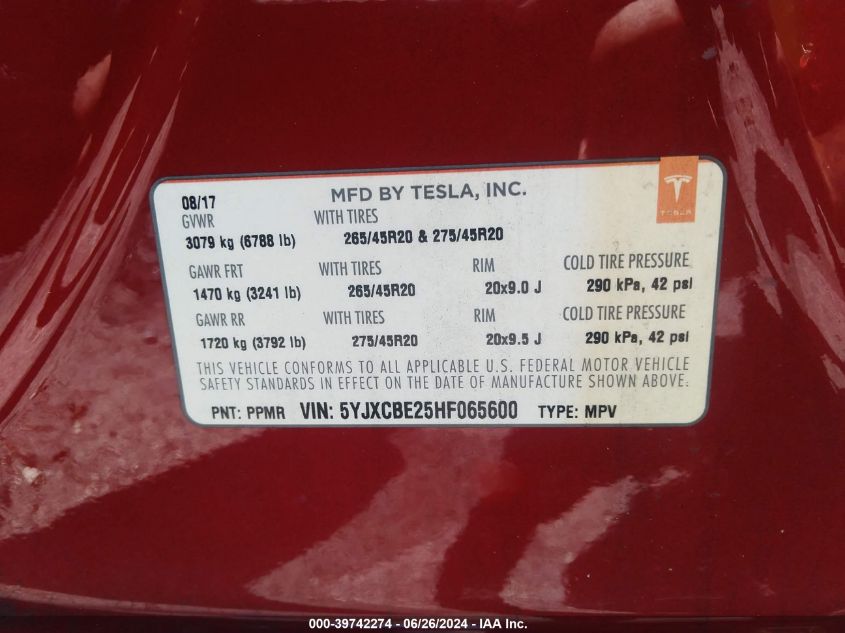 08/17 MFD BY TESLA, INC.
TESLA
GVWR WITH TIRES
3079 kg (6788 lb) 265/45R20 & 275/45R20
GAWR FRT WITH TIRES RIM COLD TIRE PRESSURE
1470 kg (3241 lb) 265/45R20 20x9.0 J 290 kPa, 42 psi
GAWR RR WITH TIRES RIM COLD TIRE PRESSURE
1720 kg (3792 lb) 275/45R20 20x9.5 J 290 kPa, 42 psi
THIS VEHICLE CONFORMS TO ALL APPLICABLE U.S. FEDERAL MOTOR VEHICLE
SAFETY STANDARDS IN EFFECT ON THE DATE OF MANUFACTURE SHOWN ABOVE:
PNT: PPMR VIN: 5YJXCBE25HF065600 TYPE: MPV
000-39742274 - 06/26/2024 - IAA Inc.